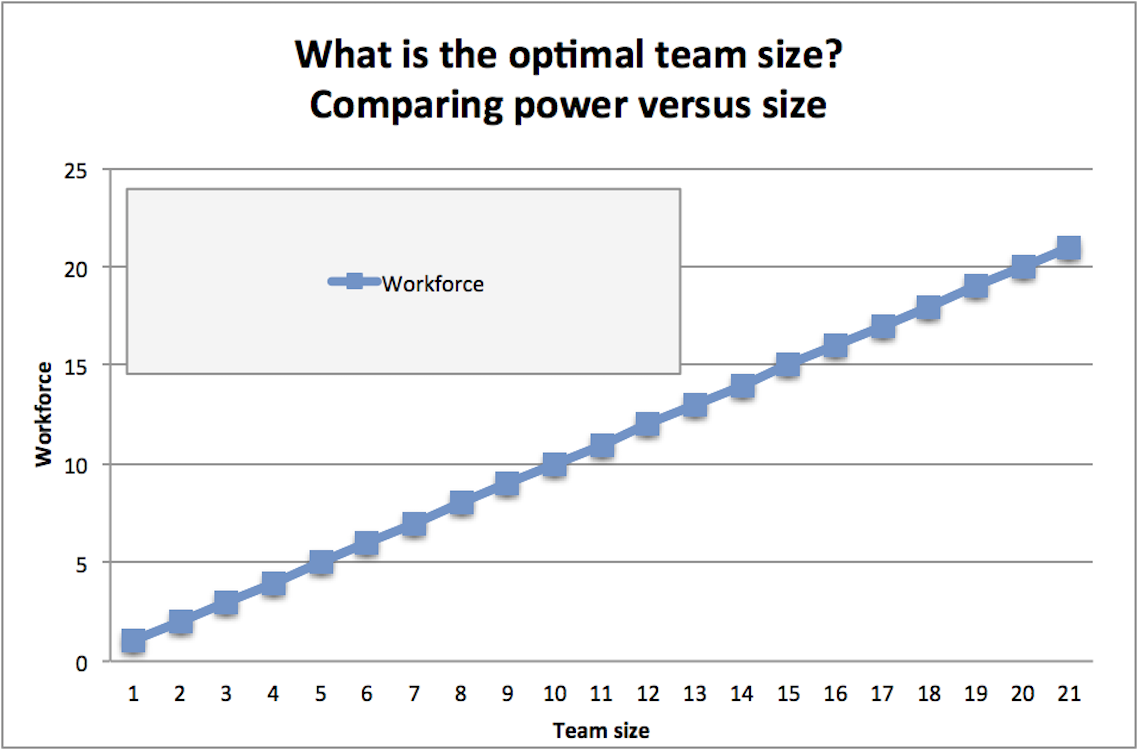 What is the optimal team size?
Comparing power versus size
25
20
15
10
5
0
Workforce
Workforce
1 2 3 4 5 6 7 8 9 10 11 12 13 14 15 16 17 18 19 20 21
Team size